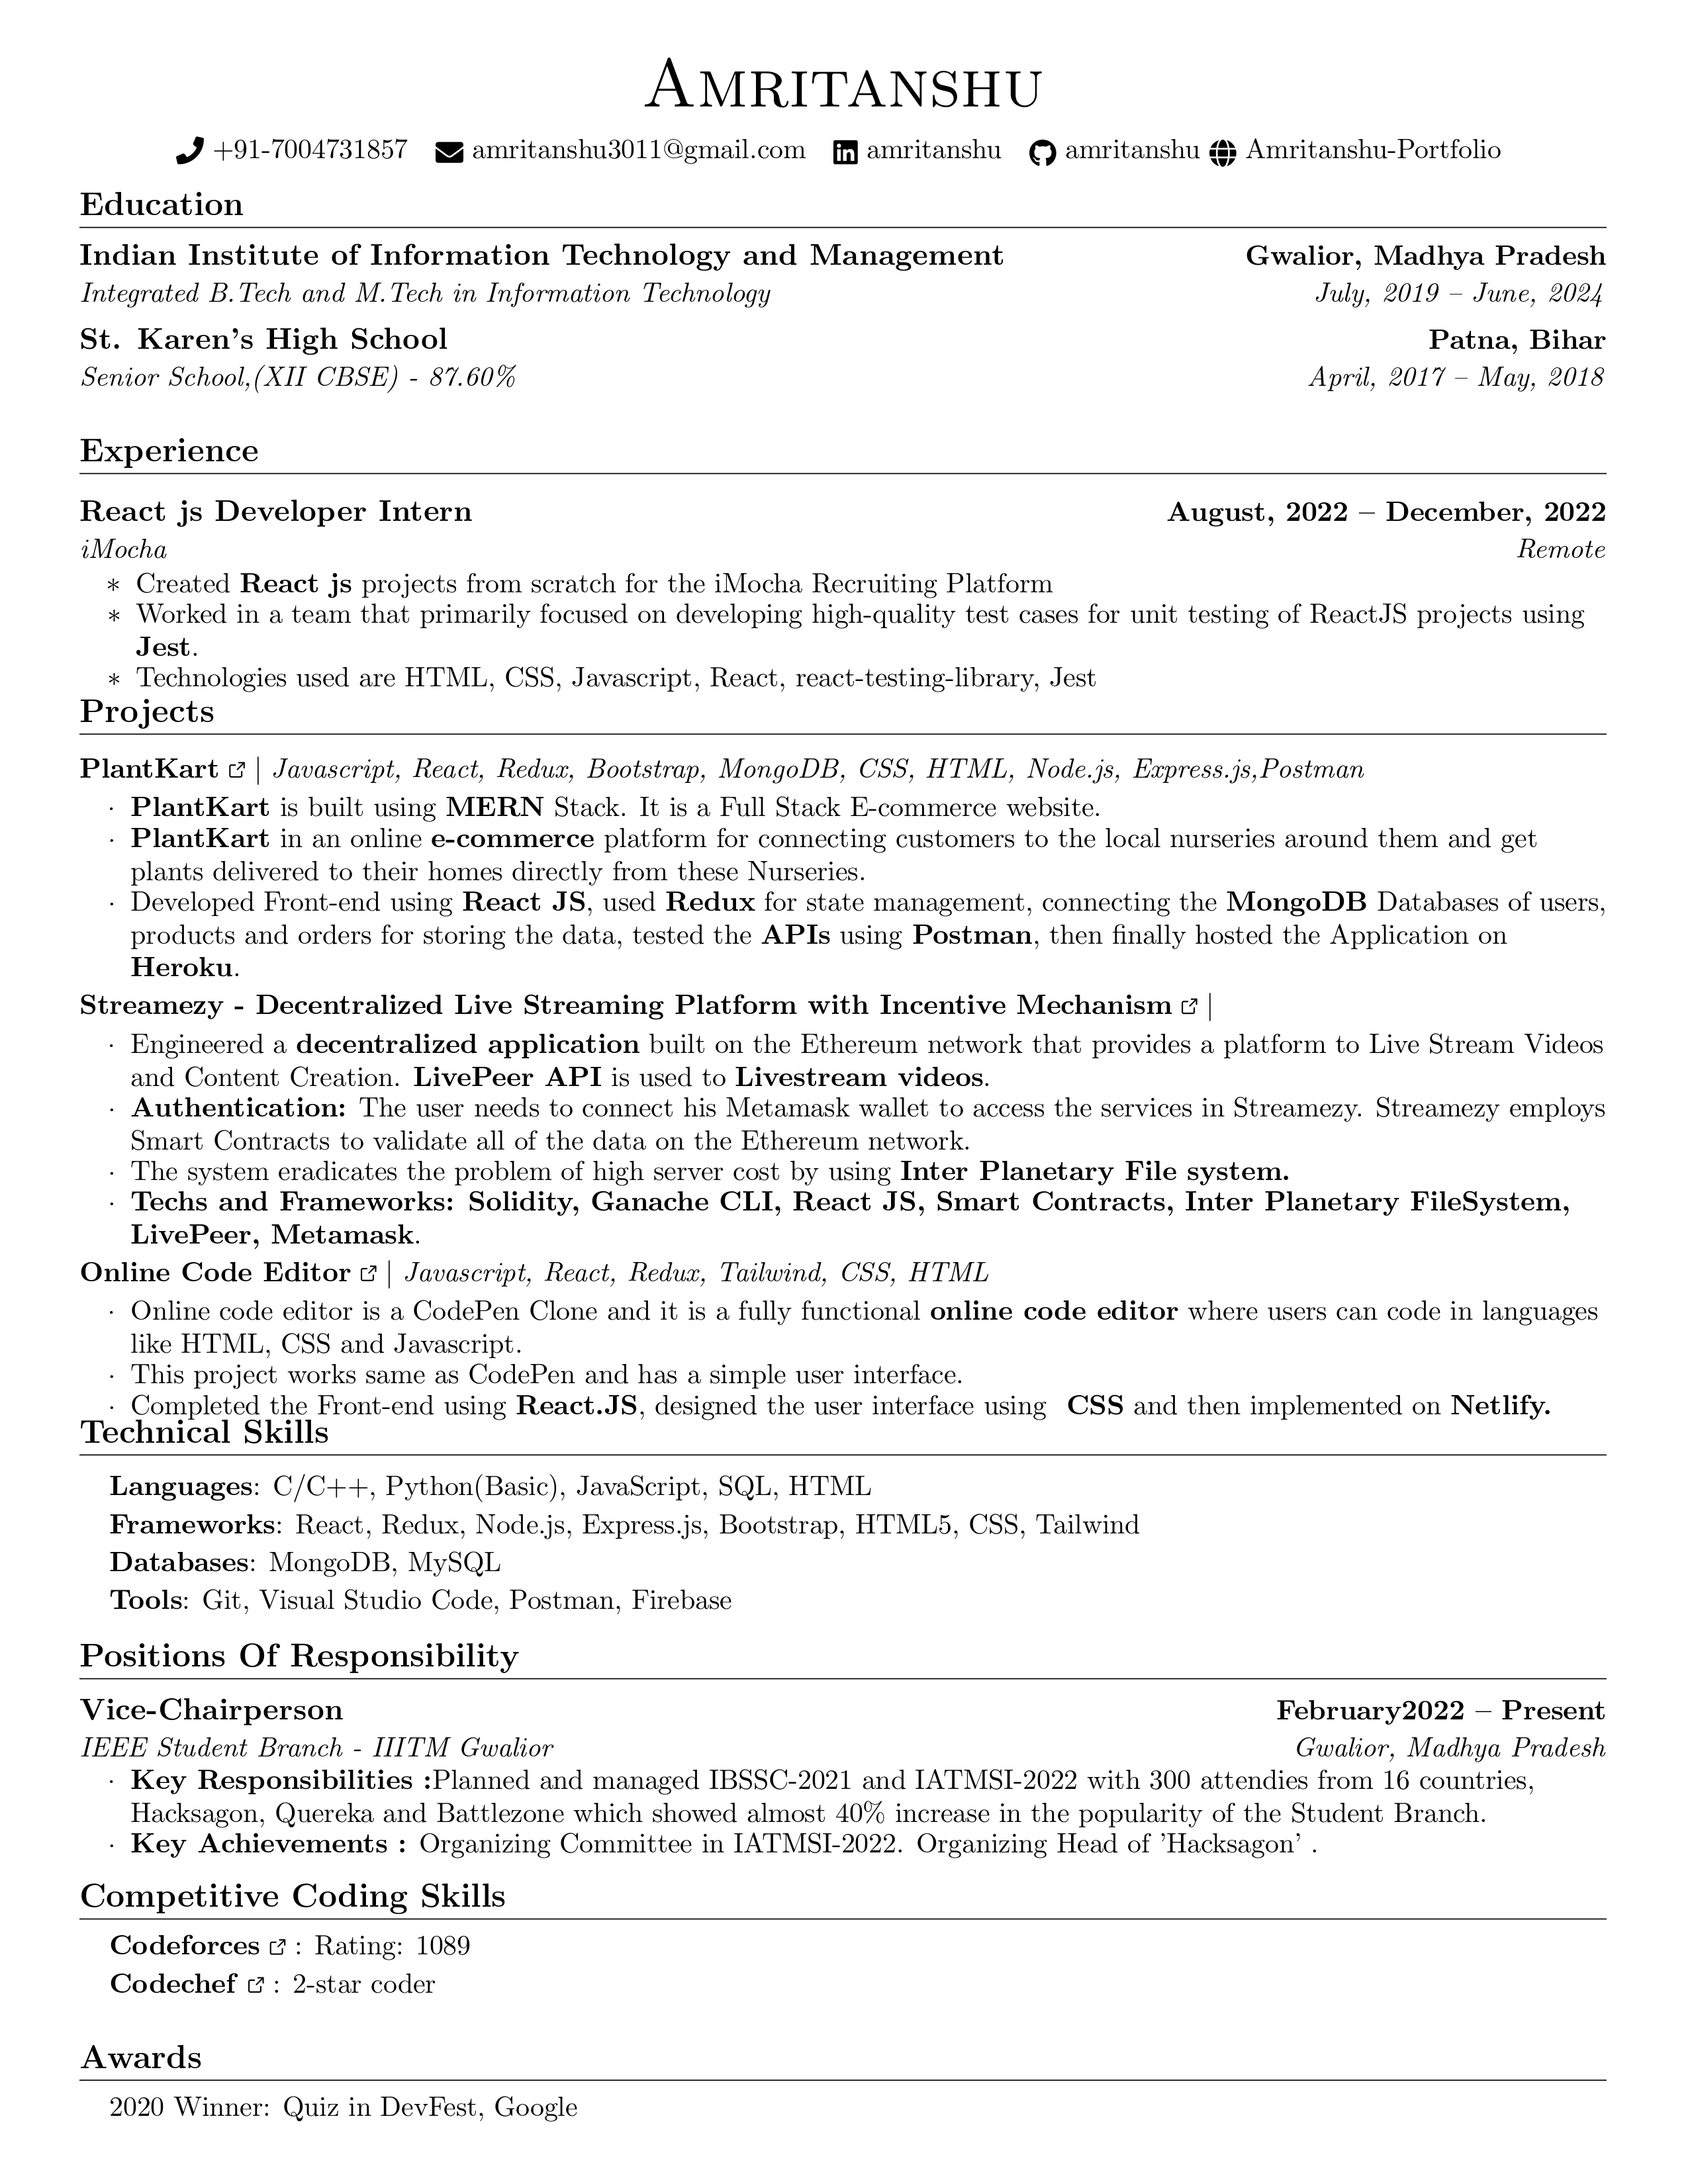 Amritanshu
+91-7004731857 amritanshu3011@gmail.com amritanshu amritanshu Amritanshu-Portfolio
Education
Indian Institute of Information Technology and Management Gwalior, Madhya Pradesh
Integrated B.Tech and M.Tech in Information Technology July, 2019 – June, 2024
St. Karen's High School Patna, Bihar
Senior School,(XII CBSE) - 87.60% April, 2017 – May, 2018
Experience
React js Developer Intern August, 2022 – December, 2022
iMocha Remote
∗ Created React js projects from scratch for the iMocha Recruiting Platform
∗ Worked in a team that primarily focused on developing high-quality test cases for unit testing of ReactJS projects using
Jest.
∗ Technologies used are HTML, CSS, Javascript, React, react-testing-library, Jest
Projects
PlantKart | Javascript, React, Redux, Bootstrap, MongoDB, CSS, HTML, Node.js, Express.js,Postman
· PlantKart is built using MERN Stack. It is a Full Stack E-commerce website.
· PlantKart in an online e-commerce platform for connecting customers to the local nurseries around them and get
plants delivered to their homes directly from these Nurseries.
· Developed Front-end using React JS, used Redux for state management, connecting the MongoDB Databases of users,
products and orders for storing the data, tested the APIs using Postman, then finally hosted the Application on
Heroku.
Streamezy - Decentralized Live Streaming Platform with Incentive Mechanism |
· Engineered a decentralized application built on the Ethereum network that provides a platform to Live Stream Videos
and Content Creation. LivePeer API is used to Livestream videos.
· Authentication: The user needs to connect his Metamask wallet to access the services in Streamezy. Streamezy employs
Smart Contracts to validate all of the data on the Ethereum network.
· The system eradicates the problem of high server cost by using Inter Planetary File system.
· Techs and Frameworks: Solidity, Ganache CLI, React JS, Smart Contracts, Inter Planetary FileSystem,
LivePeer, Metamask.
Online Code Editor | Javascript, React, Redux, Tailwind, CSS, HTML
· Online code editor is a CodePen Clone and it is a fully functional online code editor where users can code in languages
like HTML, CSS and Javascript.
· This project works same as CodePen and has a simple user interface.
· Completed the Front-end using React.JS, designed the user interface using CSS and then implemented on Netlify.
Technical Skills
Languages: C/C++, Python(Basic), JavaScript, SQL, HTML
Frameworks: React, Redux, Node.js, Express.js, Bootstrap, HTML5, CSS, Tailwind
Databases: MongoDB, MySQL
Tools: Git, Visual Studio Code, Postman, Firebase
Positions Of Responsibility
Vice-Chairperson February2022 – Present
IEEE Student Branch - IIITM Gwalior Gwalior, Madhya Pradesh
· Key Responsibilities :Planned and managed IBSSC-2021 and IATMSI-2022 with 300 attendies from 16 countries,
Hacksagon, Quereka and Battlezone which showed almost 40% increase in the popularity of the Student Branch.
· Key Achievements : Organizing Committee in IATMSI-2022. Organizing Head of 'Hacksagon' .
Competitive Coding Skills
Codeforces : Rating: 1089
Codechef : 2-star coder
Awards
2020 Winner: Quiz in DevFest, Google